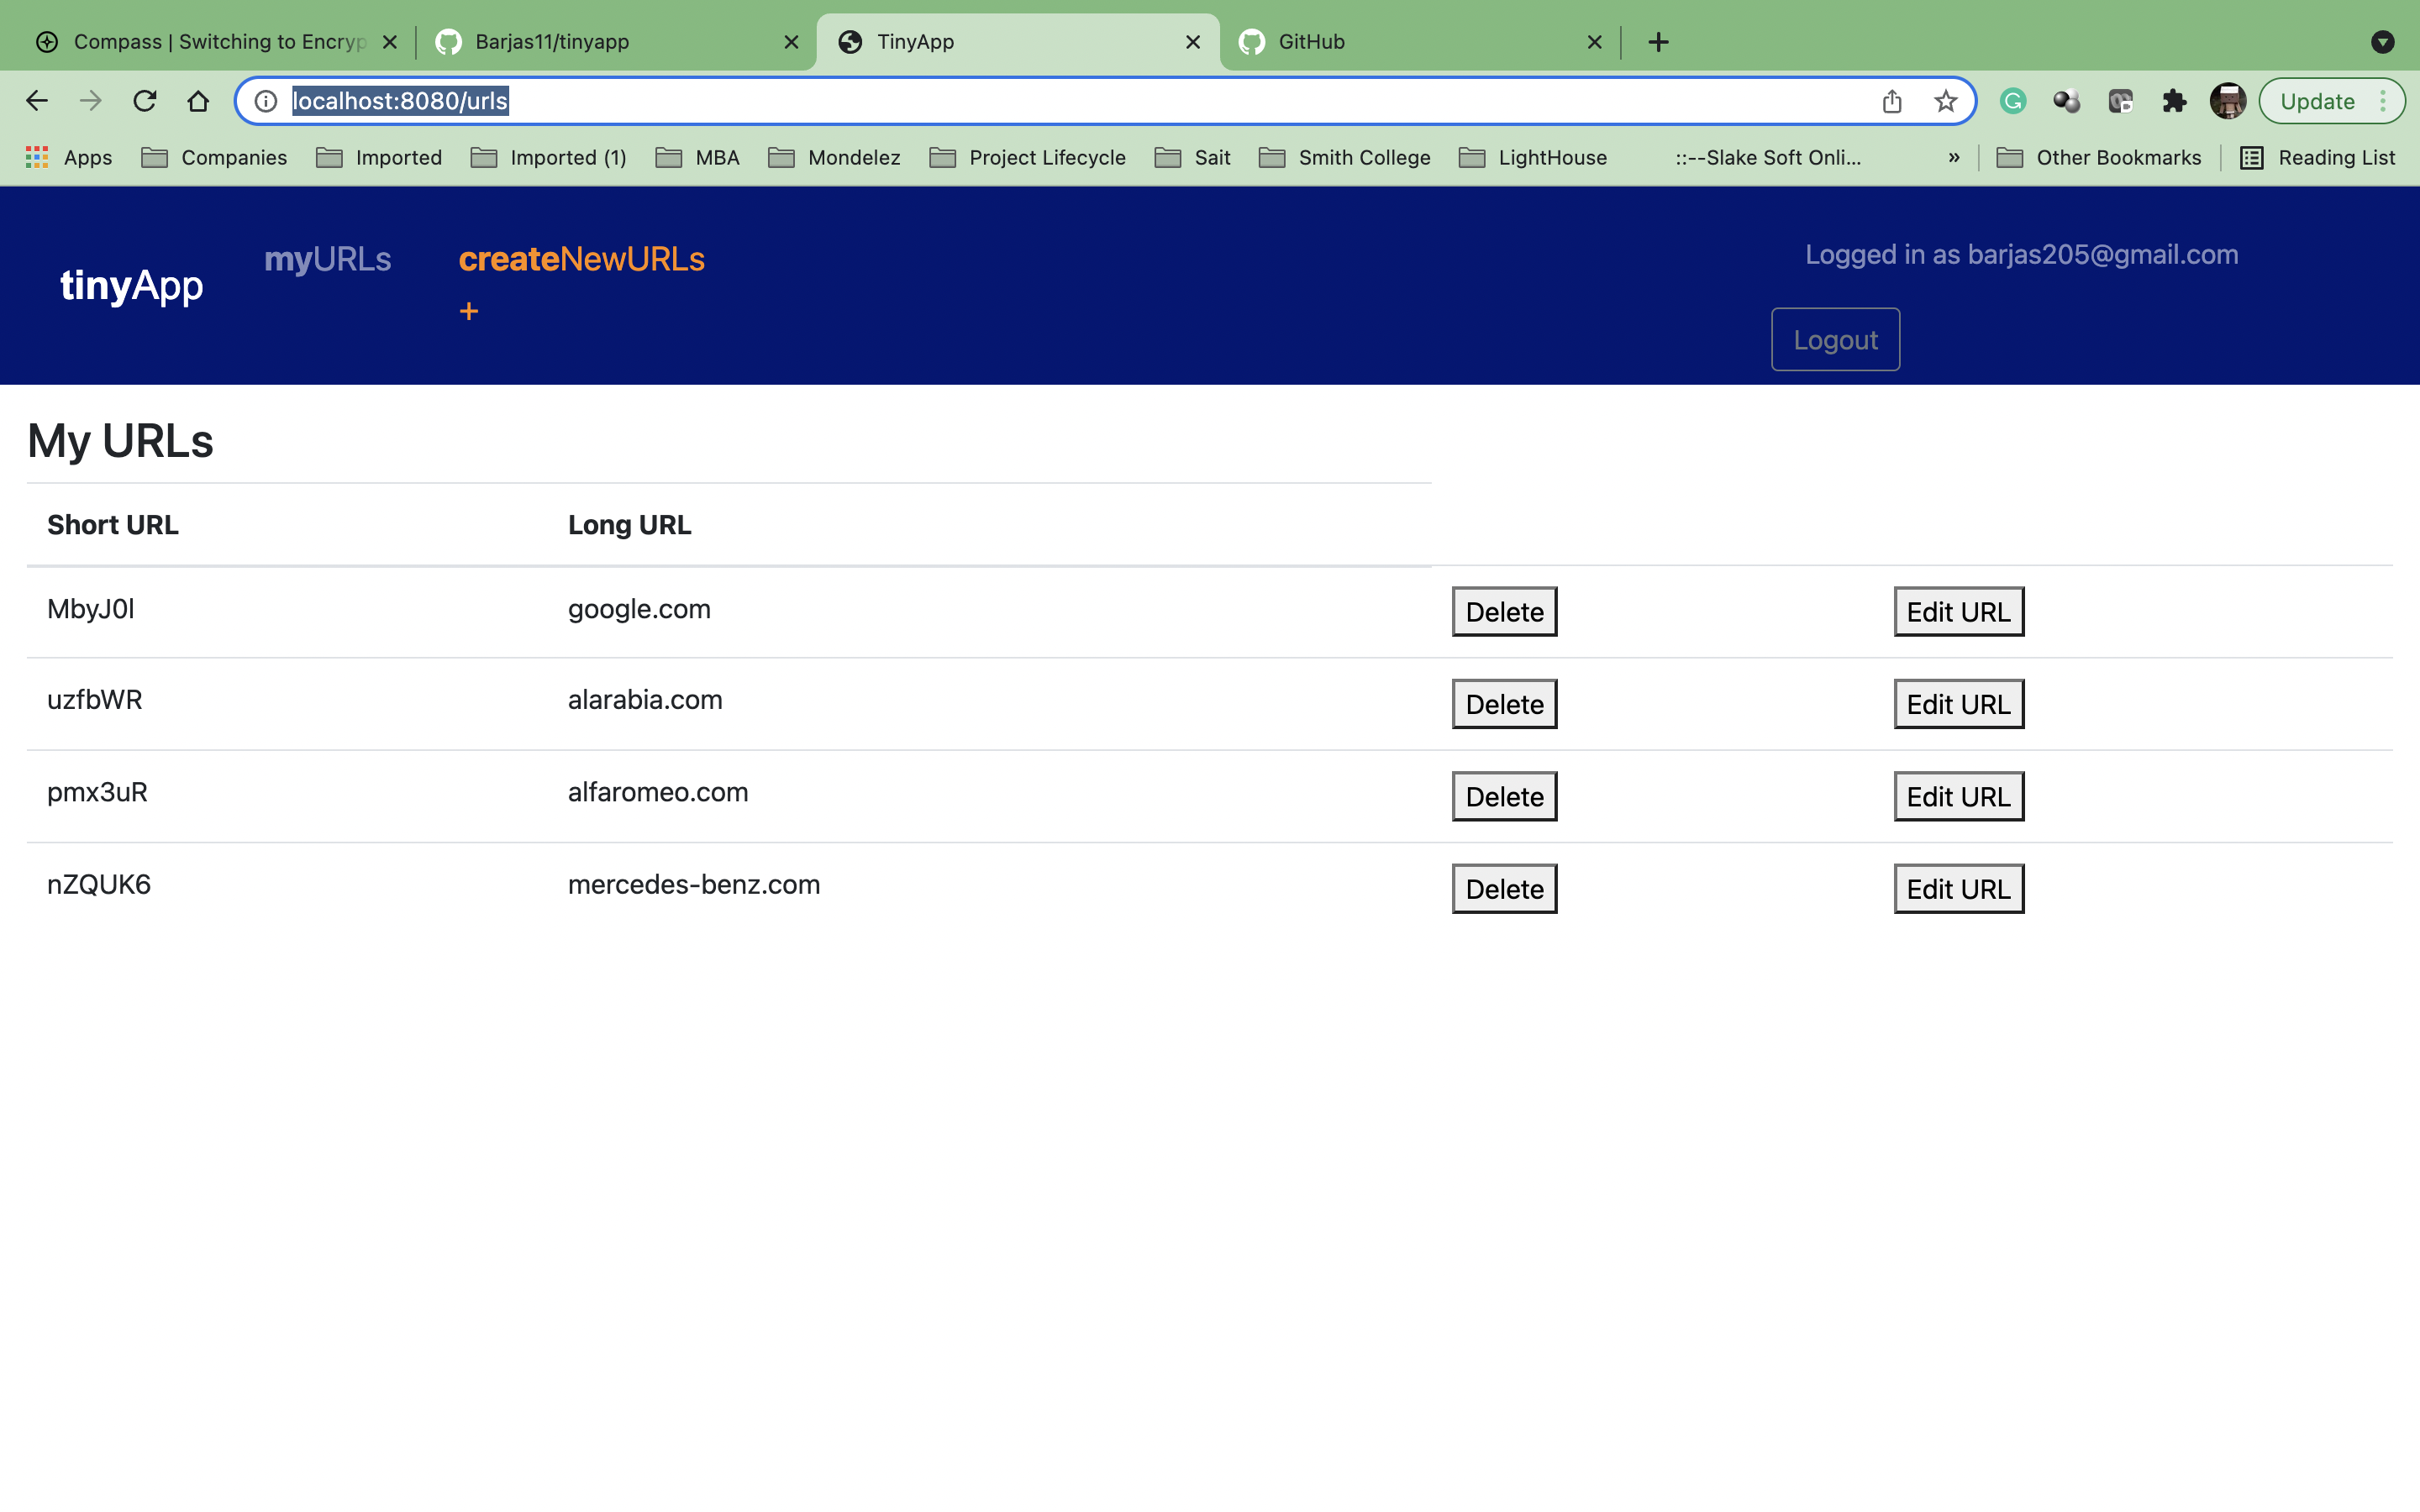 Compass | Switching to Encryp
Barjas11/tinyapp
TinyApp
GitHub
localhost:8080/urls
Update
Apps
Companies
Imported
Imported (1)
MBA
Mondelez
Project Lifecycle
Sait
Smith College
LightHouse
::--Slake Soft Onli...
»
Other Bookmarks
Reading List
tinyApp
myURLs
createNewURLs
+
Logged in as barjas205@gmail.com
Logout
My URLs
Short URL Long URL
MbyJ0l google.com Delete Edit URL
uzfbWR alarabia.com Delete Edit URL
pmx3uR alfaromeo.com Delete Edit URL
nZQUK6 mercedes-benz.com Delete Edit URL